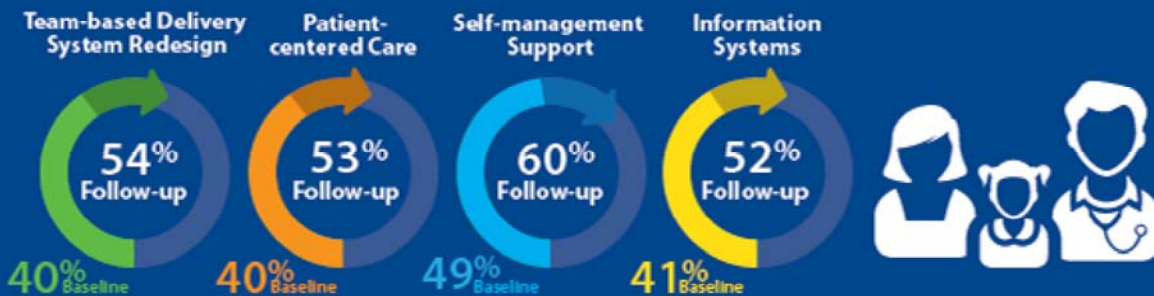 Team-based Delivery
System Redesign
54%
Follow-up
40% Baseline
Patient-
centered Care
53%
Follow-up
40% Baseline
Self-management
Support
60%
Follow-up
49% Baseline
Information
Systems
52%
Follow-up
41% Baseline